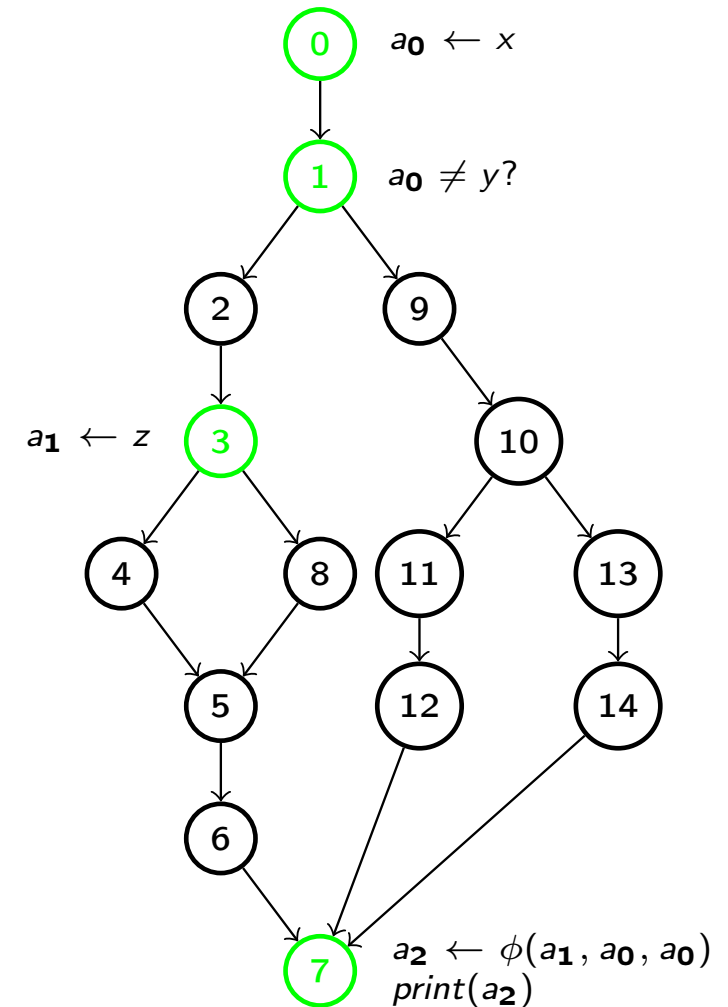 0 a₀ ← x
1 a₀ ≠ y?
2 9
a₁ ← z 3 10
4 8 11 13
5 12 14
6
7 a₂ ← ϕ(a₁, a₀, a₀)
print(a₂)